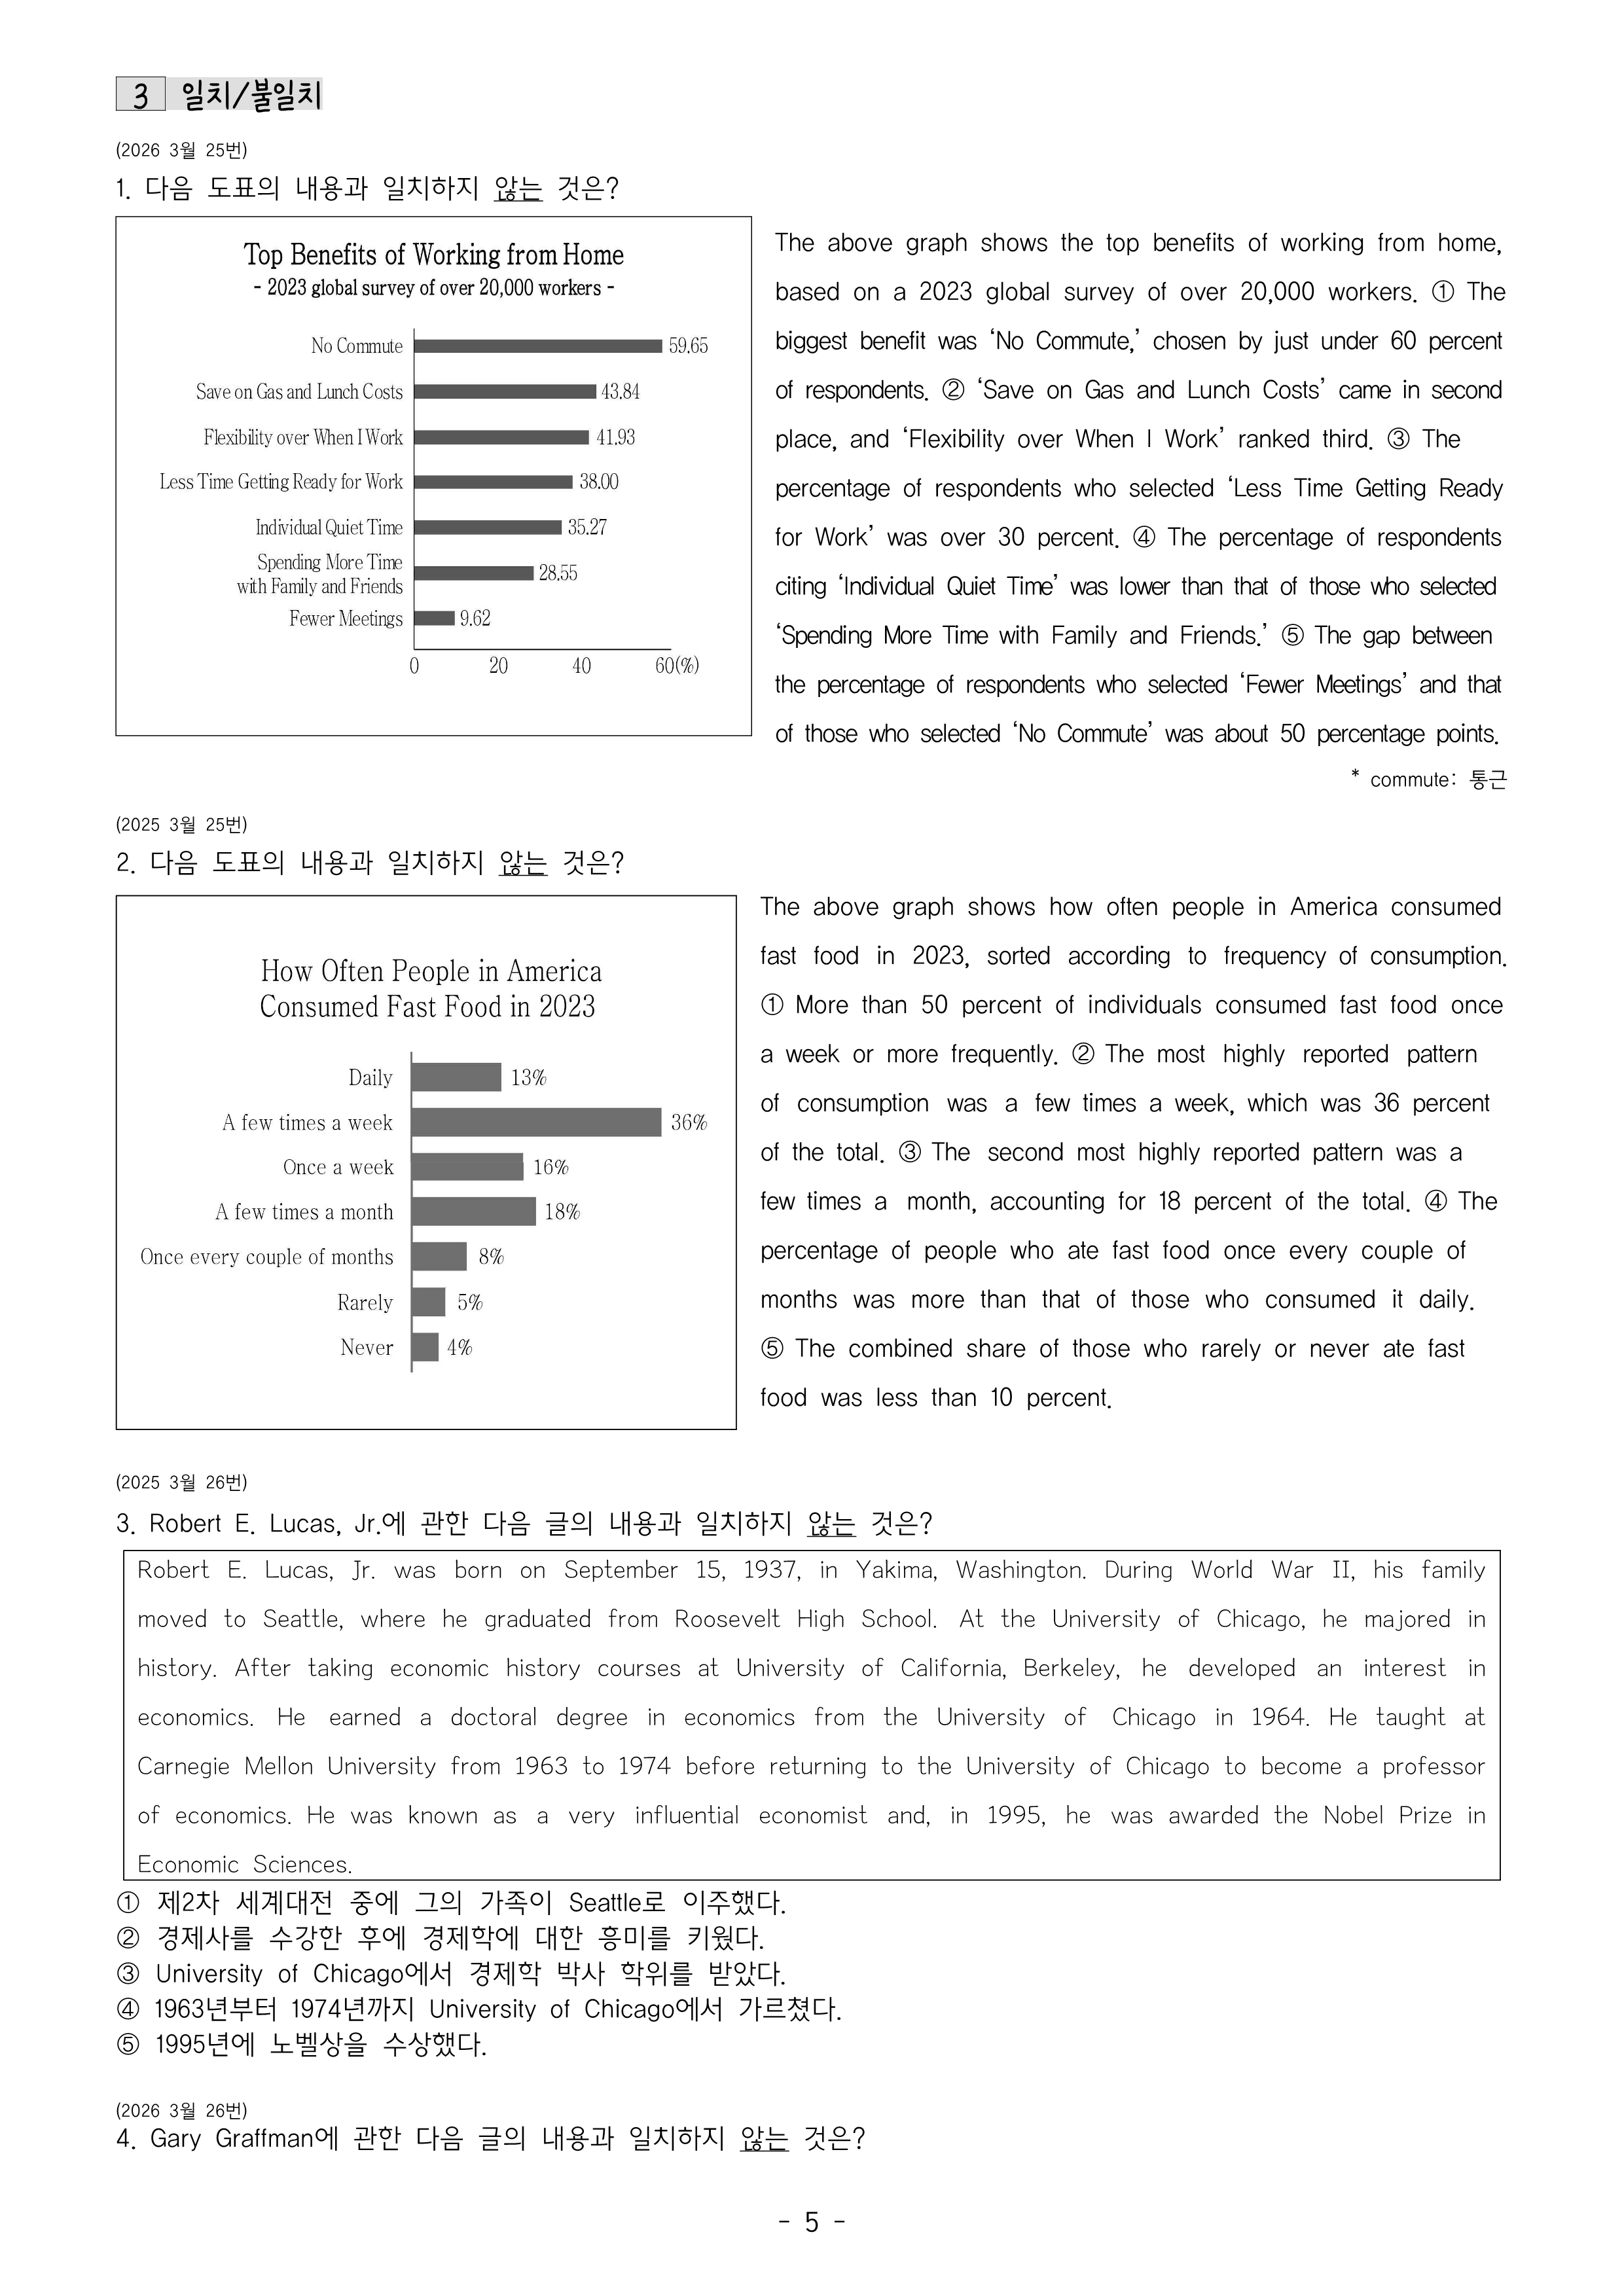 3 일치/불일치
(2026 3월 25번)
1. 다음 도표의 내용과 일치하지 않는 것은?
Top Benefits of Working from Home
- 2023 global survey of over 20,000 workers -
No Commute 59.65
Save on Gas and Lunch Costs 43.84
Flexibility over When I Work 41.93
Less Time Getting Ready for Work 38.00
Individual Quiet Time 35.27
Spending More Time
with Family and Friends 28.55
Fewer Meetings 9.62
0 20 40 60(%)
The above graph shows the top benefits of working from home,
based on a 2023 global survey of over 20,000 workers. ① The
biggest benefit was ‘No Commute,’ chosen by just under 60 percent
of respondents. ② ‘Save on Gas and Lunch Costs’ came in second
place, and ‘Flexibility over When I Work’ ranked third. ③ The
percentage of respondents who selected ‘Less Time Getting Ready
for Work’ was over 30 percent. ④ The percentage of respondents
citing ‘Individual Quiet Time’ was lower than that of those who selected
‘Spending More Time with Family and Friends.’ ⑤ The gap between
the percentage of respondents who selected ‘Fewer Meetings’ and that
of those who selected ‘No Commute’ was about 50 percentage points.
* commute: 통근
(2025 3월 25번)
2. 다음 도표의 내용과 일치하지 않는 것은?
How Often People in America
Consumed Fast Food in 2023
Daily 13%
A few times a week 36%
Once a week 16%
A few times a month 18%
Once every couple of months 8%
Rarely 5%
Never 4%
The above graph shows how often people in America consumed
fast food in 2023, sorted according to frequency of consumption.
① More than 50 percent of individuals consumed fast food once
a week or more frequently. ② The most highly reported pattern
of consumption was a few times a week, which was 36 percent
of the total. ③ The second most highly reported pattern was a
few times a month, accounting for 18 percent of the total. ④ The
percentage of people who ate fast food once every couple of
months was more than that of those who consumed it daily.
⑤ The combined share of those who rarely or never ate fast
food was less than 10 percent.
(2025 3월 26번)
3. Robert E. Lucas, Jr.에 관한 다음 글의 내용과 일치하지 않는 것은?
Robert E. Lucas, Jr. was born on September 15, 1937, in Yakima, Washington. During World War II, his family
moved to Seattle, where he graduated from Roosevelt High School. At the University of Chicago, he majored in
history. After taking economic history courses at University of California, Berkeley, he developed an interest in
economics. He earned a doctoral degree in economics from the University of Chicago in 1964. He taught at
Carnegie Mellon University from 1963 to 1974 before returning to the University of Chicago to become a professor
of economics. He was known as a very influential economist and, in 1995, he was awarded the Nobel Prize in
Economic Sciences.
① 제2차 세계대전 중에 그의 가족이 Seattle로 이주했다.
② 경제사를 수강한 후에 경제학에 대한 흥미를 키웠다.
③ University of Chicago에서 경제학 박사 학위를 받았다.
④ 1963년부터 1974년까지 University of Chicago에서 가르쳤다.
⑤ 1995년에 노벨상을 수상했다.
(2026 3월 26번)
4. Gary Graffman에 관한 다음 글의 내용과 일치하지 않는 것은?
- 5 -